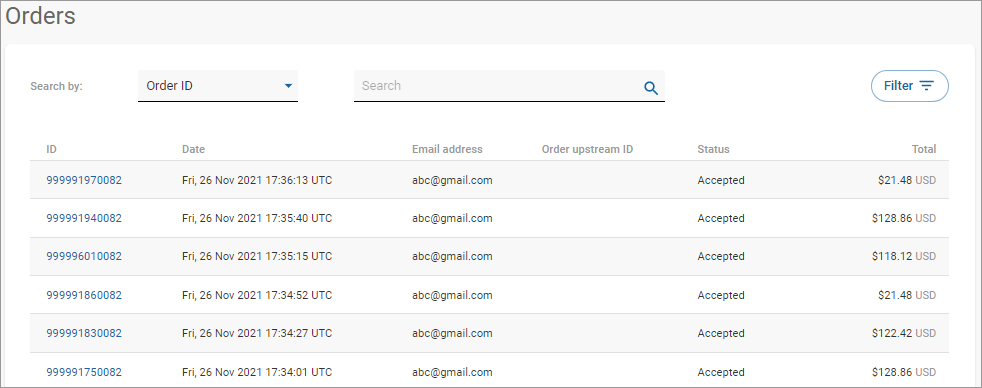 Orders
Search by: Order ID Search Filter
ID Date Email address Order upstream ID Status Total
999991970082 Fri, 26 Nov 2021 17:36:13 UTC abc@gmail.com Accepted $21.48 USD
999991940082 Fri, 26 Nov 2021 17:35:40 UTC abc@gmail.com Accepted $128.86 USD
999996010082 Fri, 26 Nov 2021 17:35:15 UTC abc@gmail.com Accepted $118.12 USD
999991860082 Fri, 26 Nov 2021 17:34:52 UTC abc@gmail.com Accepted $21.48 USD
999991830082 Fri, 26 Nov 2021 17:34:27 UTC abc@gmail.com Accepted $122.42 USD
999991750082 Fri, 26 Nov 2021 17:34:01 UTC abc@gmail.com Accepted $128.86 USD